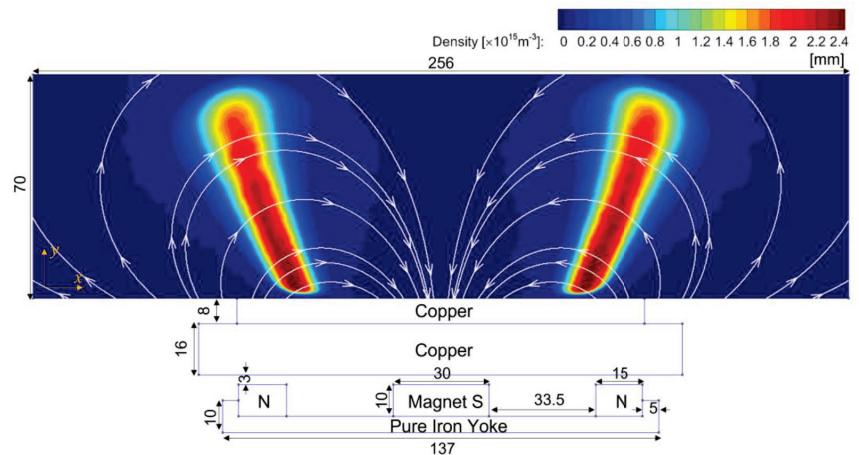 Density [×10¹⁵m⁻³]: 0 0.2 0.4 0.6 0.8 1 1.2 1.4 1.6 1.8 2 2.2 2.4
[mm]
256
70
y
x
8
Copper
16
Copper
3
30
15
N
10
Magnet S
33.5
N
10
5
Pure Iron Yoke
137